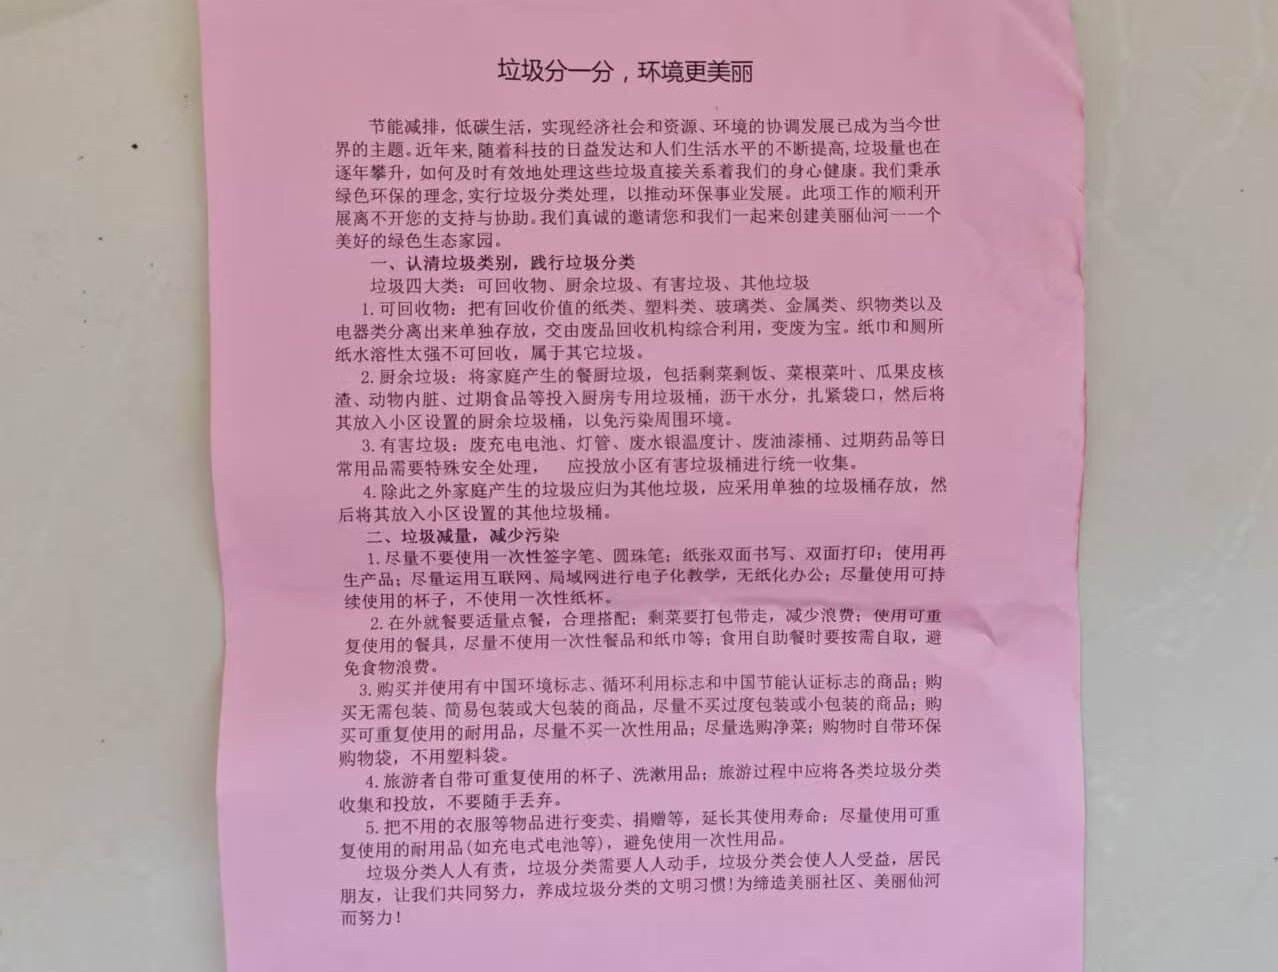 垃圾分一分，环境更美丽
节能减排，低碳生活，实现经济社会和资源、环境的协调发展已成为当今世
界的主题。近年来,随着科技的日益发达和人们生活水平的不断提高,垃圾量也在
逐年攀升，如何及时有效地处理这些垃圾直接关系着我们的身心健康。我们秉承
绿色环保的理念,实行垃圾分类处理，以推动环保事业发展。此项工作的顺利开
展离不开您的支持与协助。我们真诚的邀请您和我们一起来创建美丽仙河一一个
美好的绿色生态家园。
一、认清垃圾类别，践行垃圾分类
垃圾四大类：可回收物、厨余垃圾、有害垃圾、其他垃圾
1.可回收物：把有回收价值的纸类、塑料类、玻璃类、金属类、织物类以及
电器类分离出来单独存放，交由废品回收机构综合利用，变废为宝。纸巾和厕所
纸水溶性太强不可回收，属于其它垃圾。
2.厨余垃圾：将家庭产生的餐厨垃圾，包括剩菜剩饭、菜根菜叶、瓜果皮核
渣、动物内脏、过期食品等投入厨房专用垃圾桶，沥干水分，扎紧袋口，然后将
其放入小区设置的厨余垃圾桶，以免污染周围环境。
3.有害垃圾：废充电电池、灯管、废水银温度计、废油漆桶、过期药品等日
常用品需要特殊安全处理， 应投放小区有害垃圾桶进行统一收集。
4.除此之外家庭产生的垃圾应归为其他垃圾，应采用单独的垃圾桶存放，然
后将其放入小区设置的其他垃圾桶。
二、垃圾减量，减少污染
1.尽量不要使用一次性签字笔、圆珠笔；纸张双面书写、双面打印；使用再
生产品；尽量运用互联网、局域网进行电子化教学，无纸化办公；尽量使用可持
续使用的杯子，不使用一次性纸杯。
2.在外就餐要适量点餐，合理搭配；剩菜要打包带走，减少浪费；使用可重
复使用的餐具，尽量不使用一次性餐品和纸巾等；食用自助餐时要按需自取，避
免食物浪费。
3.购买并使用有中国环境标志、循环利用标志和中国节能认证标志的商品；购
买无需包装、简易包装或大包装的商品，尽量不买过度包装或小包装的商品；购
买可重复使用的耐用品，尽量不买一次性用品；尽量选购净菜；购物时自带环保
购物袋，不用塑料袋。
4.旅游者自带可重复使用的杯子、洗漱用品；旅游过程中应将各类垃圾分类
收集和投放，不要随手丢弃。
5.把不用的衣服等物品进行变卖、捐赠等，延长其使用寿命；尽量使用可重
复使用的耐用品(如充电式电池等)，避免使用一次性用品。
垃圾分类人人有责，垃圾分类需要人人动手，垃圾分类会使人人受益，居民
朋友，让我们共同努力，养成垃圾分类的文明习惯!为缔造美丽社区、美丽仙河
而努力!